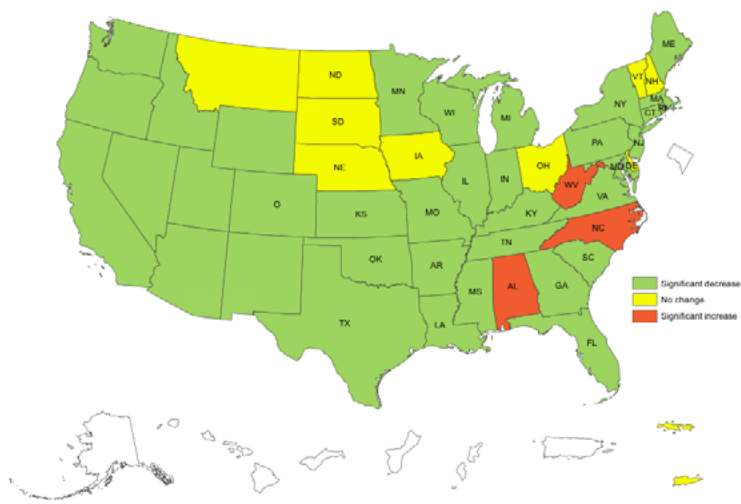 ME
ND
MN
VT
NH
WI
SD
MI
NY
MA
CT
IA
PA
NJ
NE
OH
IL
IN
MD
DE
WV
O
VA
KS
MO
KY
NC
TN
OK
AR
SC
MS
AL
GA
Significant decrease
No change
TX
LA
Significant increase
FL